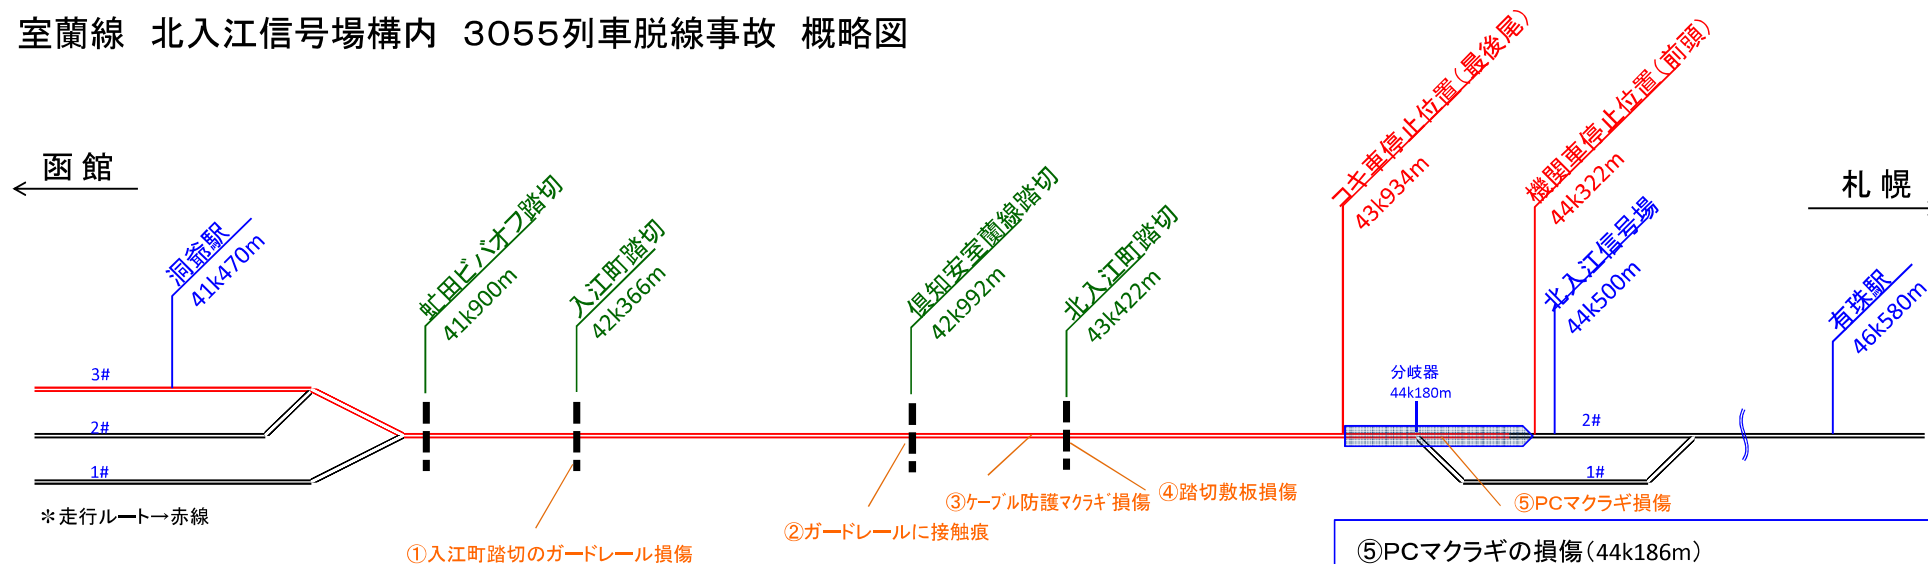 室蘭線 北入江信号場構内 3055列車脱線事故 概略図
函館
札幌
洞爺駅
41k470m
虻田ビバオフ踏切
41k900m
入江町踏切
42k366m
倶知安室蘭線踏切
42k992m
北入江町踏切
43k422m
コキ車停止位置(最後尾)
43k934m
機関車停止位置(前頭)
44k322m
北入江信号場
44k500m
有珠駅
46k580m
分岐器
44k180m
3#
2#
1#
2#
1#
*走行ルート→赤線
①入江町踏切のガードレール損傷
②ガードレールに接触痕
③ケーブル防護マクラギ損傷
④踏切敷板損傷
⑤PCマクラギ損傷
⑤PCマクラギの損傷(44k186m)